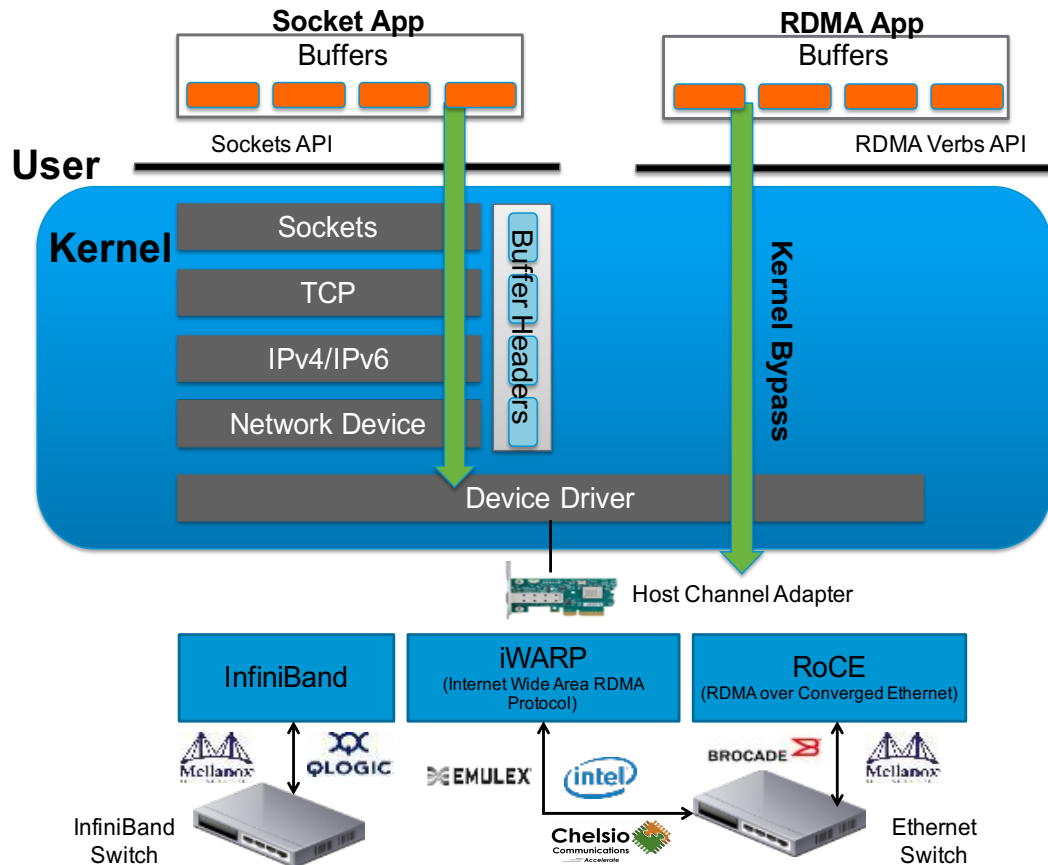 Socket App
Buffers
RDMA App
Buffers
Sockets API
RDMA Verbs API
User
Kernel
Sockets
TCP
IPv4/IPv6
Network Device
Buffer Headers
Kernel Bypass
Device Driver
Host Channel Adapter
InfiniBand
iWARP
(Internet Wide Area RDMA
Protocol)
RoCE
(RDMA over Converged Ethernet)
Mellanox
QLOGIC
EMULEX
intel
BROCADE
Mellanox
Chelsio
Communications
Accelerate
InfiniBand
Switch
Ethernet
Switch